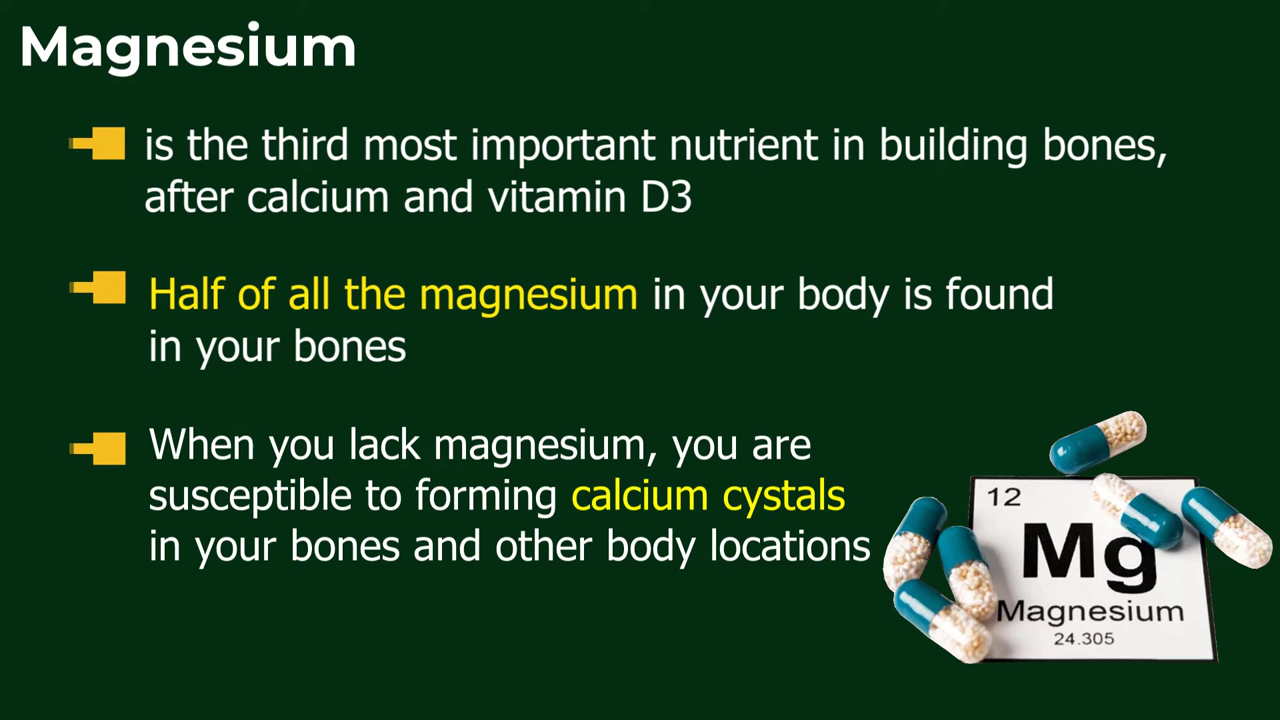 Magnesium
is the third most important nutrient in building bones,
after calcium and vitamin D3
Half of all the magnesium in your body is found
in your bones
When you lack magnesium, you are
susceptible to forming calcium cystals
in your bones and other body locations
12
Mg
Magnesium
24.305